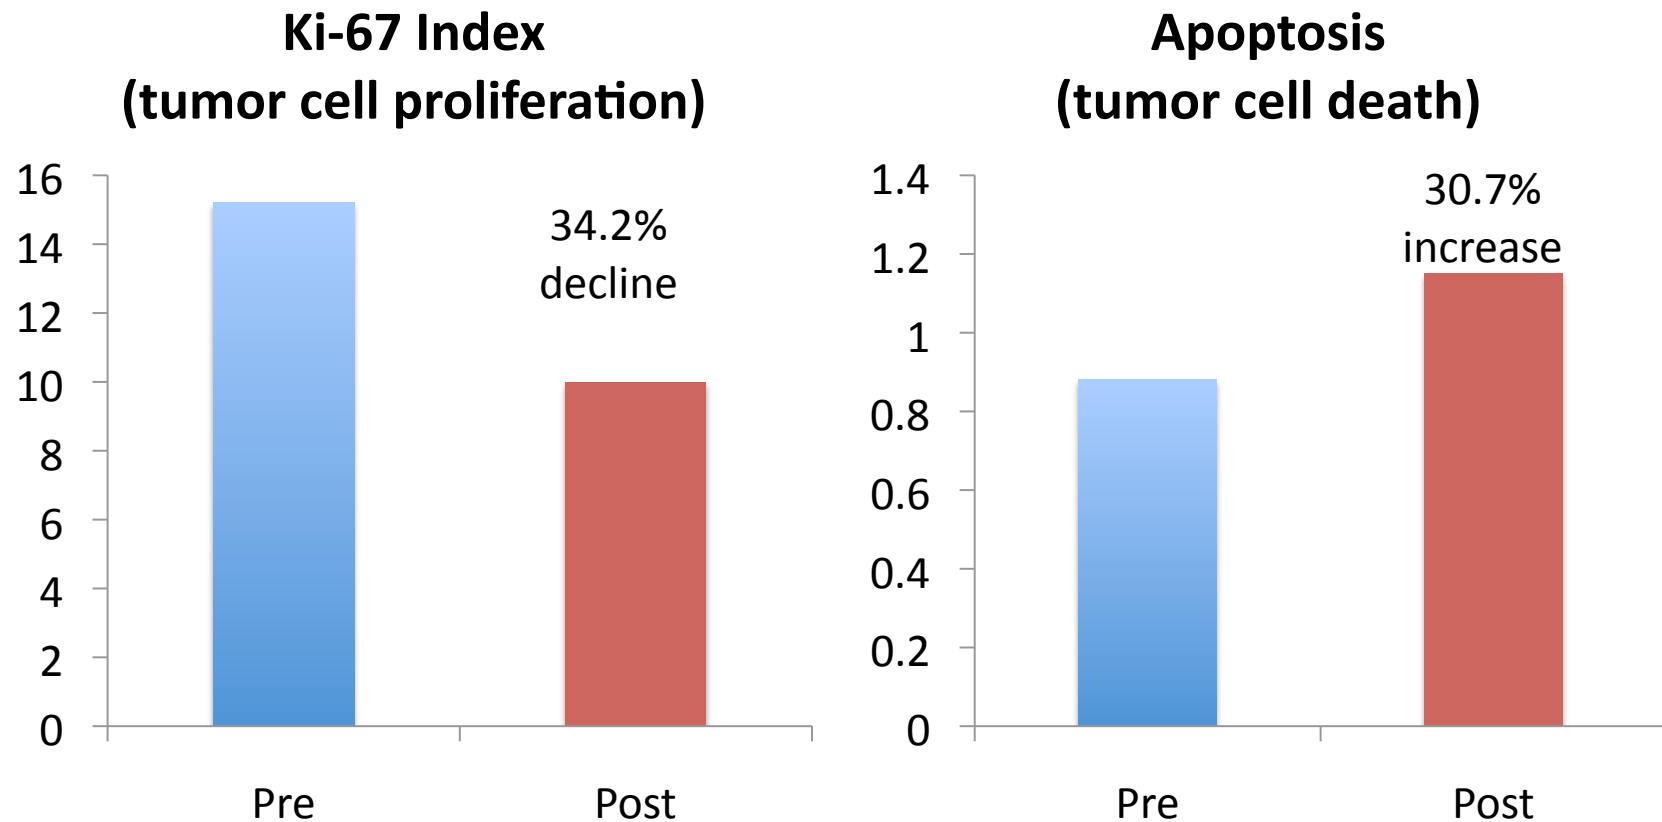 Ki-67 Index
(tumor cell proliferation)
16
14
12
10
8
6
4
2
0
34.2%
decline
Pre
Post
Apoptosis
(tumor cell death)
1.4
1.2
1
0.8
0.6
0.4
0.2
0
30.7%
increase
Pre
Post